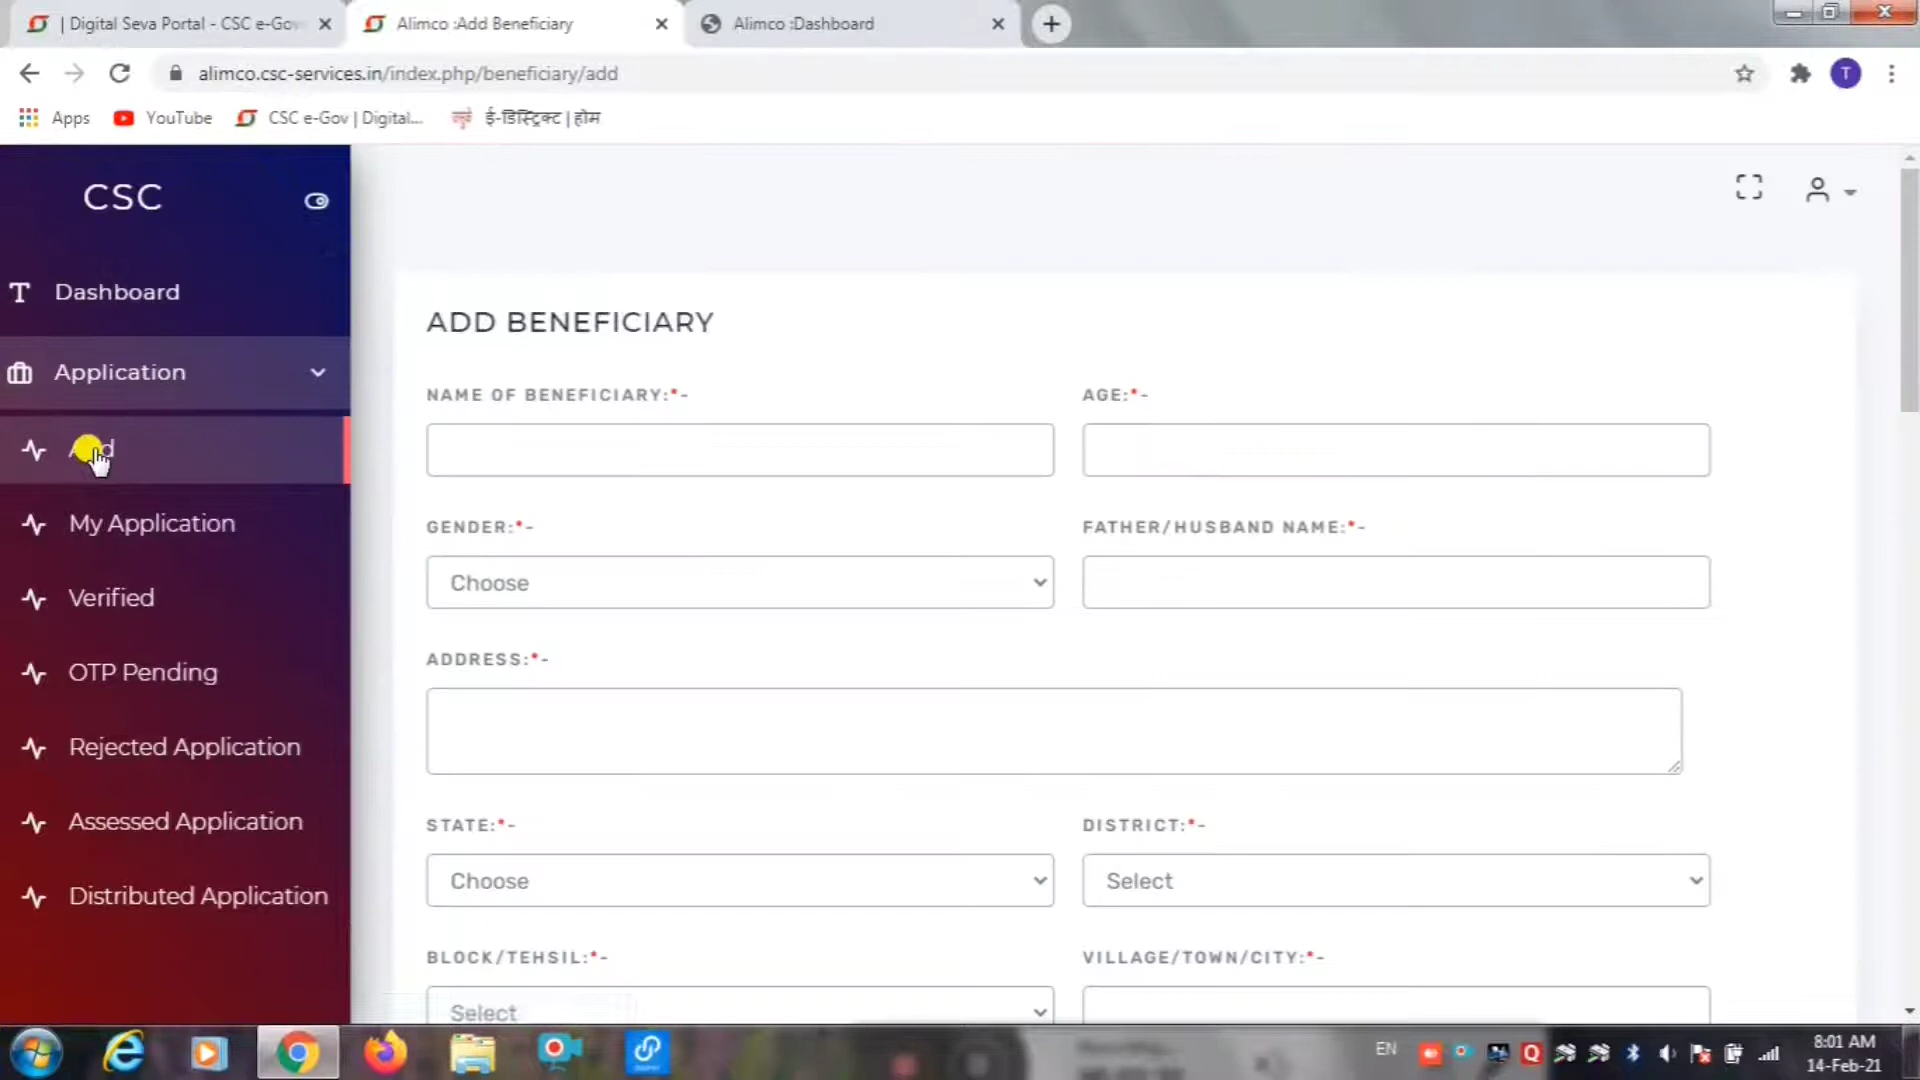 | Digital Seva Portal - CSC e-Gov
Alimco :Add Beneficiary
Alimco :Dashboard
alimco.csc-services.in/index.php/beneficiary/add
T
Apps
YouTube
CSC e-Gov | Digital...
ई-डिस्ट्रिक्ट | होम
CSC
Dashboard
Application
Add
My Application
Verified
OTP Pending
Rejected Application
Assessed Application
Distributed Application
ADD BENEFICIARY
NAME OF BENEFICIARY:*-
AGE:*-
GENDER:*-
FATHER/HUSBAND NAME:*-
Choose
ADDRESS:*-
STATE:*-
DISTRICT:*-
Choose
Select
BLOCK/TEHSIL:*-
VILLAGE/TOWN/CITY:*-
Select
EN
8:01 AM
14-Feb-21